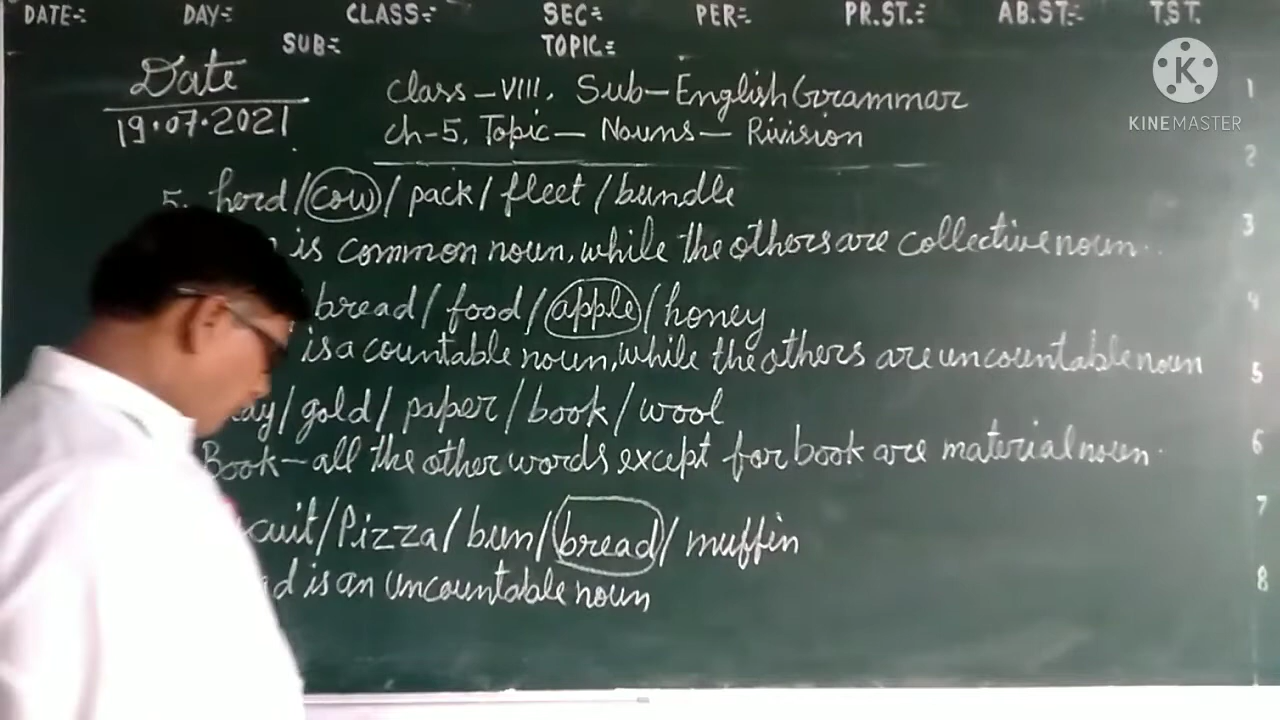 DATE:- DAY:- CLASS:- SEC:- PER:- PR.ST.:- AB.ST:- T.ST.
SUB:- TOPIC:-
Date
19.07.2021
Class-VIII. Sub-English Grammar
Ch-5. Topic- Nouns- Rivision
KINEMASTER
5. herd/cow/pack/fleet/bundle
is common noun, while the others are collective noun.
bread/food/apple/honey
is a countable noun, while the others are uncountable noun
/gold/paper/book/wool
Book-all the other words except for book are material noun.
/Pizza/bun/bread/muffin
is an uncountable noun
1
2
3
4
5
6
7
8